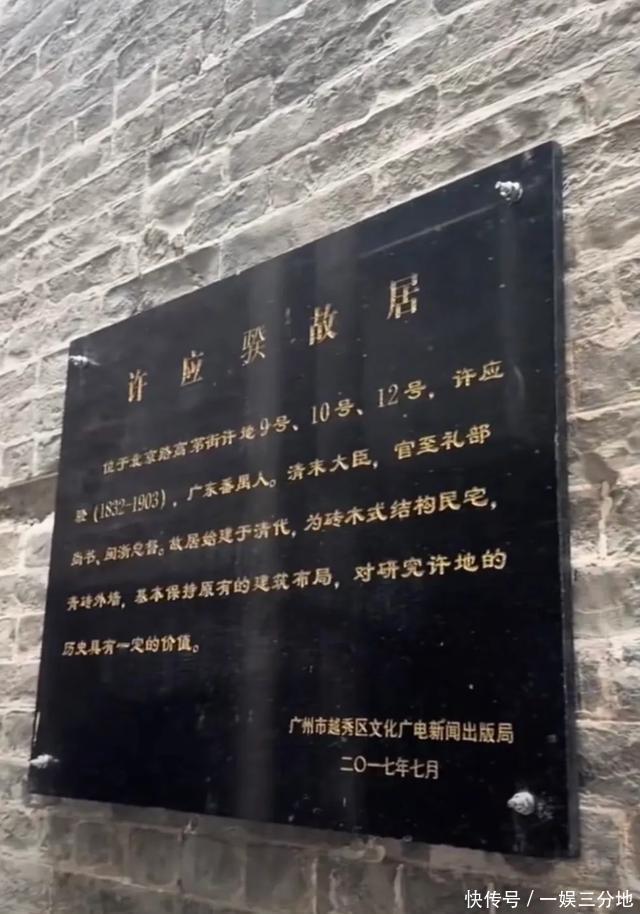 许应骙故居
位于北京路高第街许地9号、10号、12号，许应
骙（1832-1903），广东番禺人。清末大臣，官至礼部
尚书、闽浙总督。故居始建于清代，为砖木式结构民宅，
青砖外墙，基本保持原有的建筑布局，对研究许地的
历史具有一定的价值。
广州市越秀区文化广电新闻出版局
二〇一七年七月
快传号／一娱三分地